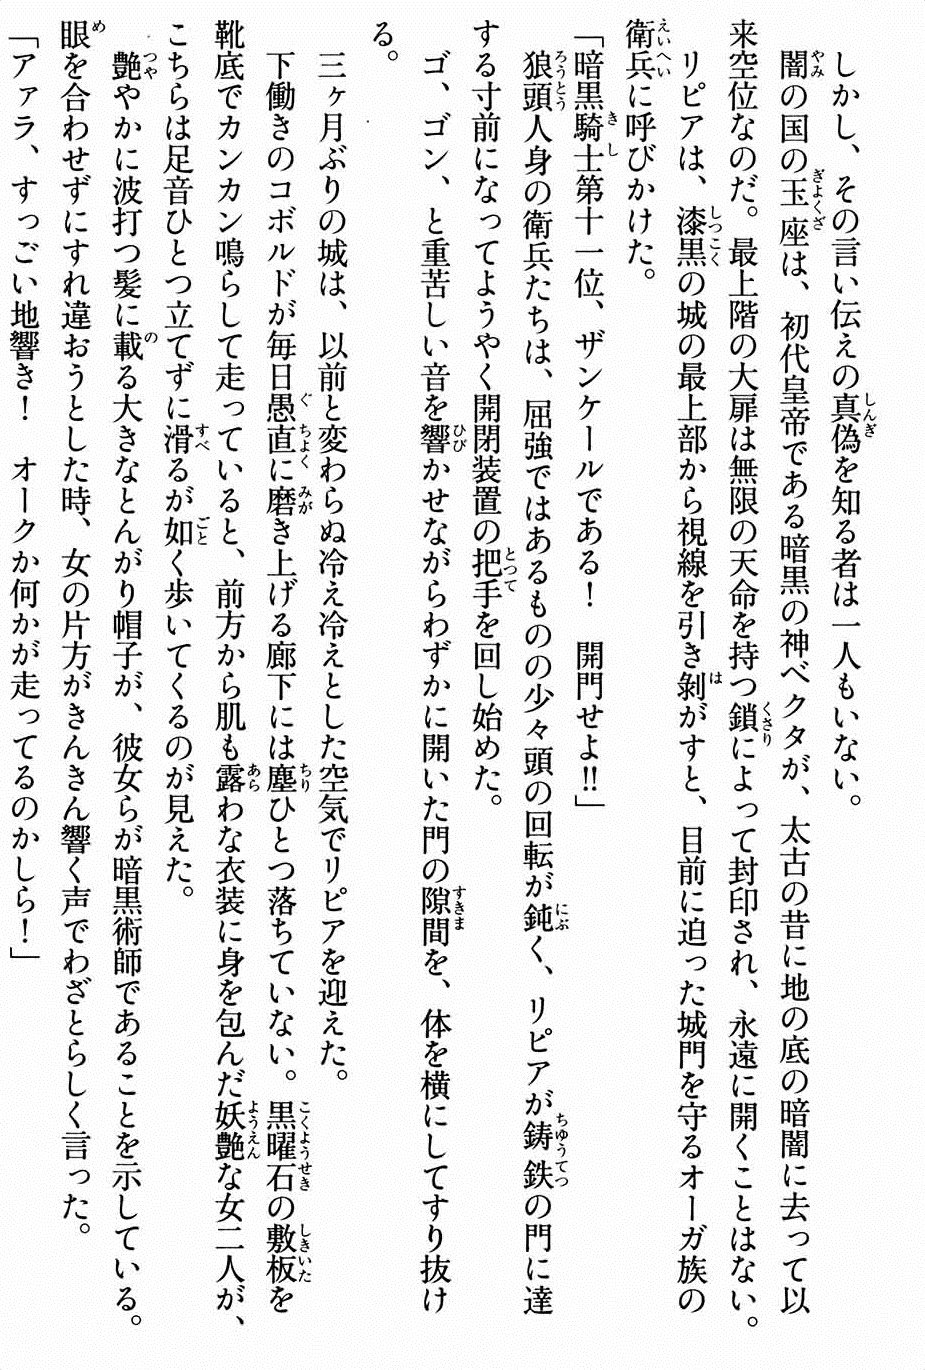 しかし、その言い伝えの真偽を知る者は一人もいない。
闇の国の玉座は、初代皇帝である暗黒の神ベクタが、太古の昔に地の底の暗闇に去って以
来空位なのだ。最上階の大扉は無限の天命を持つ鎖によって封印され、永遠に開くことはない。
リピアは、漆黒の城の最上部から視線を引き剝がすと、目前に迫った城門を守るオーガ族の
衛兵に呼びかけた。
「暗黒騎士第十一位、ザンケールである！　開門せよ!!」
狼頭人身の衛兵たちは、屈強ではあるものの少々頭の回転が鈍く、リピアが鋳鉄の門に達
する寸前になってようやく開閉装置の把手を回し始めた。
ゴ、ゴン、と重苦しい音を響かせながらわずかに開いた門の隙間を、体を横にしてすり抜け
る。
三ヶ月ぶりの城は、以前と変わらぬ冷え冷えとした空気でリピアを迎えた。
下働きのコボルドが毎日愚直に磨き上げる廊下には塵ひとつ落ちていない。黒曜石の敷板を
靴底でカンカン鳴らして走っていると、前方から肌も露わな衣装に身を包んだ妖艶な女二人が、
こちらは足音ひとつ立てずに滑るが如く歩いてくるのが見えた。
艶やかに波打つ髪に載る大きなとんがり帽子が、彼女らが暗黒術師であることを示している。
眼を合わせずにすれ違おうとした時、女の片方がきんきん響く声でわざとらしく言った。
「アァラ、すっごい地響き！　オークか何かが走ってるのかしら！」